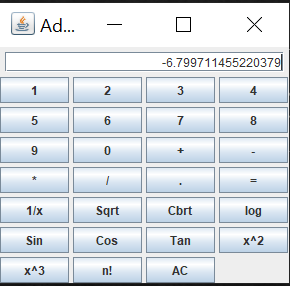 Ad...
-6.799711455220379
1 2 3 4
5 6 7 8
9 0 + -
* / . =
1/x Sqrt Cbrt log
Sin Cos Tan x^2
x^3 n! AC